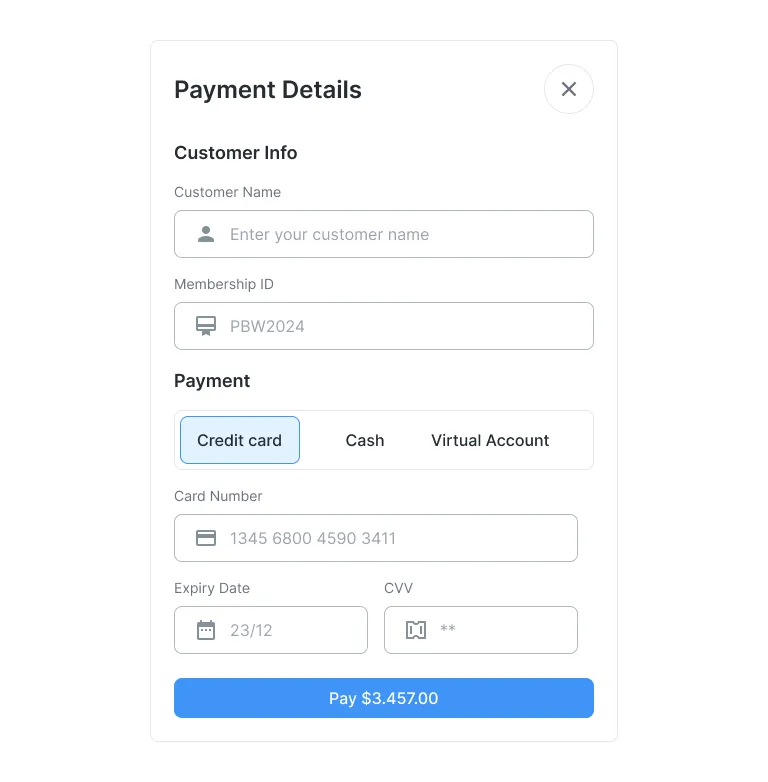 Payment Details
Customer Info
Customer Name
Enter your customer name
Membership ID
PBW2024
Payment
Credit card Cash Virtual Account
Card Number
1345 6800 4590 3411
Expiry Date CVV
23/12 **
Pay $3.457.00